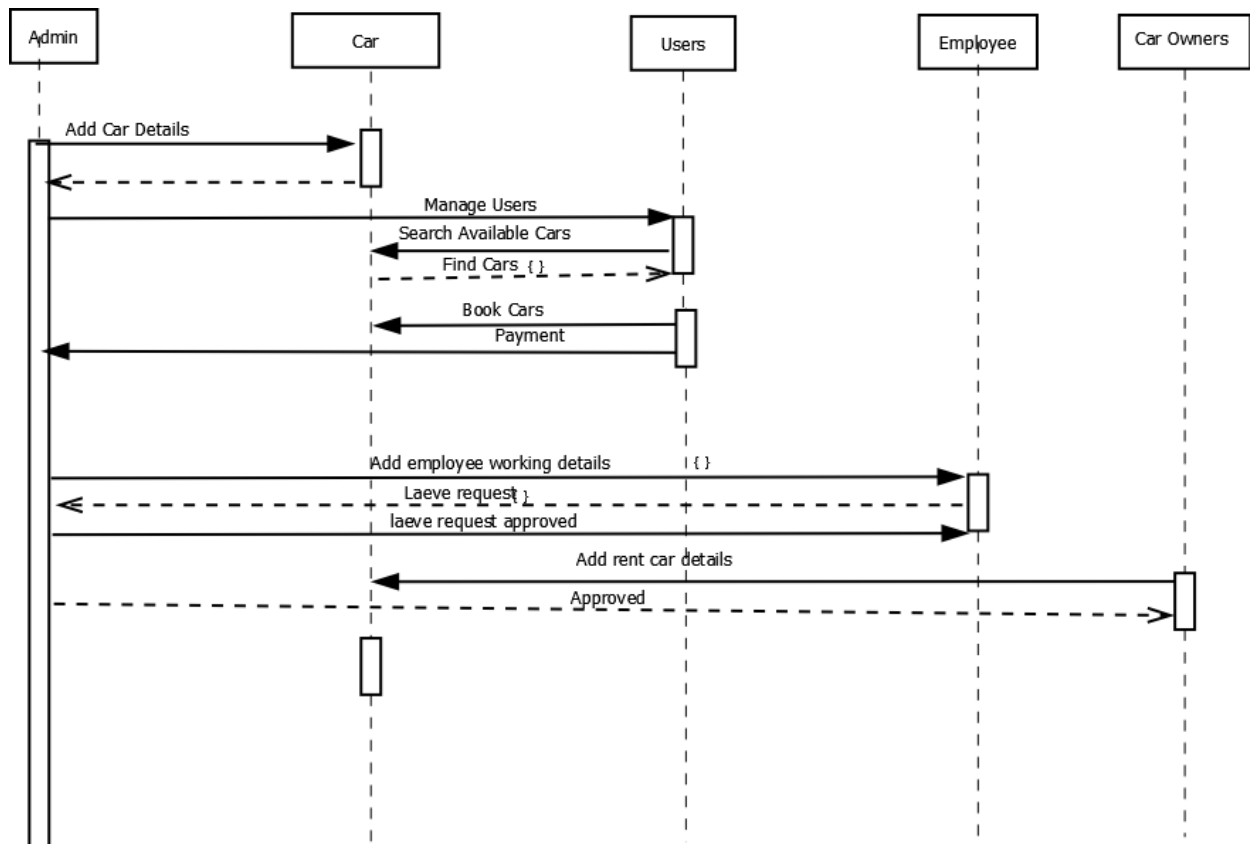 Admin
Car
Users
Employee
Car Owners
Add Car Details
Manage Users
Search Available Cars
Find Cars { }
Book Cars
Payment
Add employee working details { }
Laeve request{ }
laeve request approved
Add rent car details
Approved